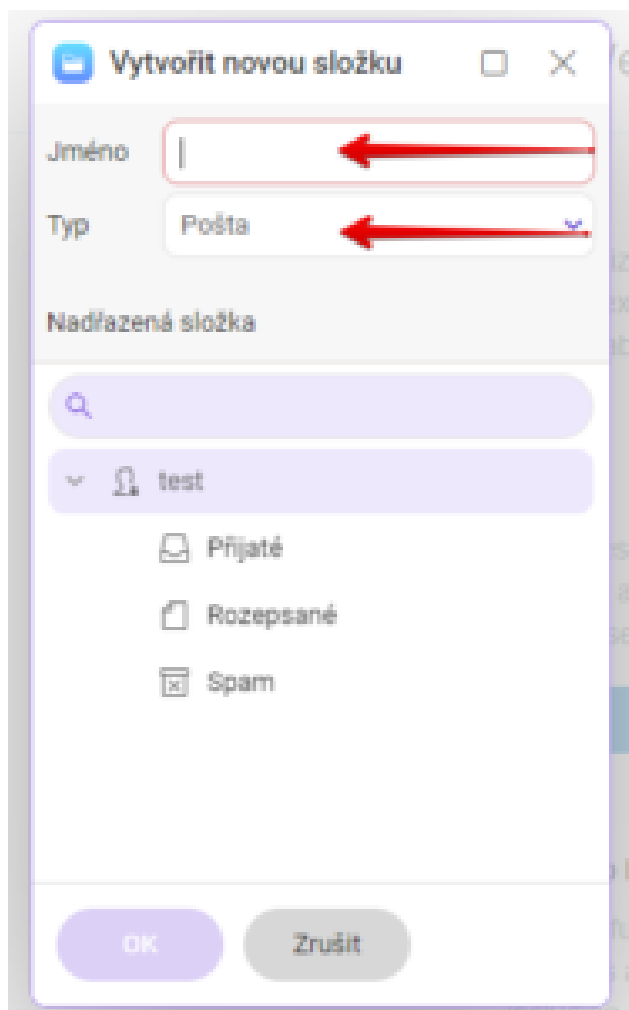 Vytvořit novou složku
Jméno
Typ Pošta
Nadřazená složka
test
Přijaté
Rozepsané
Spam
OK Zrušit